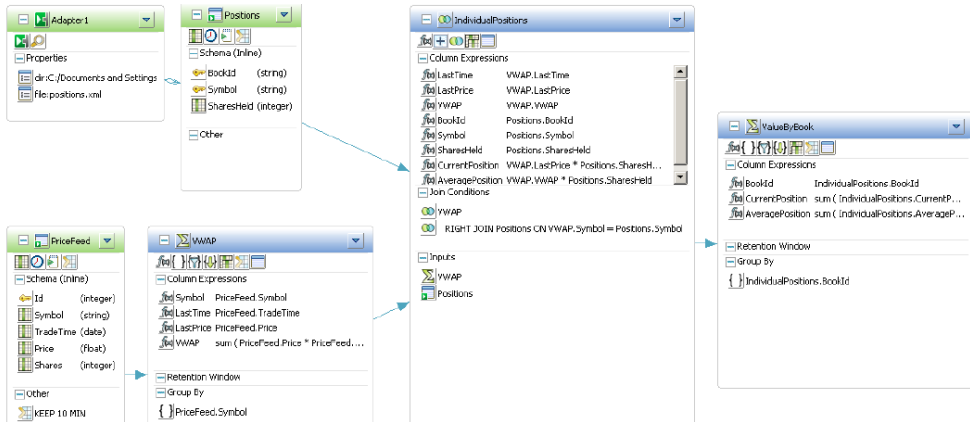 Adapter1
Properties
dir:C:/Documents and Settings
file:positions.xml
Positions
Schema (Inline)
BookId (string)
Symbol (string)
SharesHeld (integer)
Other
PriceFeed
Schema (Inline)
Id (integer)
Symbol (string)
TradeTime (date)
Price (float)
Shares (integer)
Other
KEEP 10 MIN
VWAP
Column Expressions
Symbol PriceFeed.Symbol
LastTime PriceFeed.TradeTime
LastPrice PriceFeed.Price
VWAP sum ( PriceFeed.Price * PriceFeed....
Retention Window
Group By
{ } PriceFeed.Symbol
IndividualPositions
Column Expressions
LastTime VWAP.LastTime
LastPrice VWAP.LastPrice
VWAP VWAP.VWAP
BookId Positions.BookId
Symbol Positions.Symbol
SharesHeld Positions.SharesHeld
CurrentPosition VWAP.LastPrice * Positions.SharesH...
AveragePosition VWAP.VWAP * Positions.SharesHeld
Join Conditions
VWAP
RIGHT JOIN Positions ON VWAP.Symbol = Positions.Symbol
Inputs
VWAP
Positions
ValueByBook
Column Expressions
BookId IndividualPositions.BookId
CurrentPosition sum ( IndividualPositions.CurrentP...
AveragePosition sum ( IndividualPositions.AverageP...
Retention Window
Group By
{ } IndividualPositions.BookId